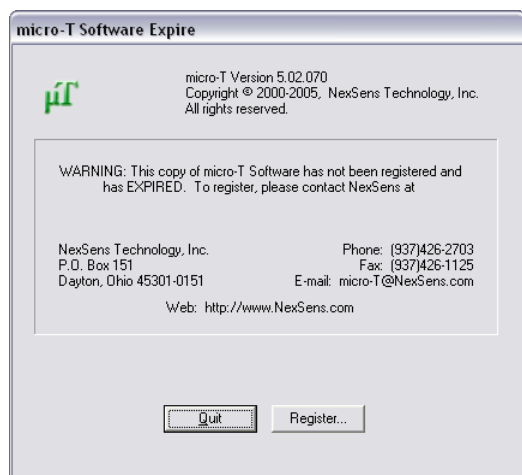 micro-T Software Expire
µT
micro-T Version 5.02.070
Copyright © 2000-2005, NexSens Technology, Inc.
All rights reserved.
WARNING: This copy of micro-T Software has not been registered and
has EXPIRED. To register, please contact NexSens at
NexSens Technology, Inc.
P.O. Box 151
Dayton, Ohio 45301-0151
Phone: (937)426-2703
Fax: (937)426-1125
E-mail: micro-T@NexSens.com
Web: http://www.NexSens.com
Quit
Register...